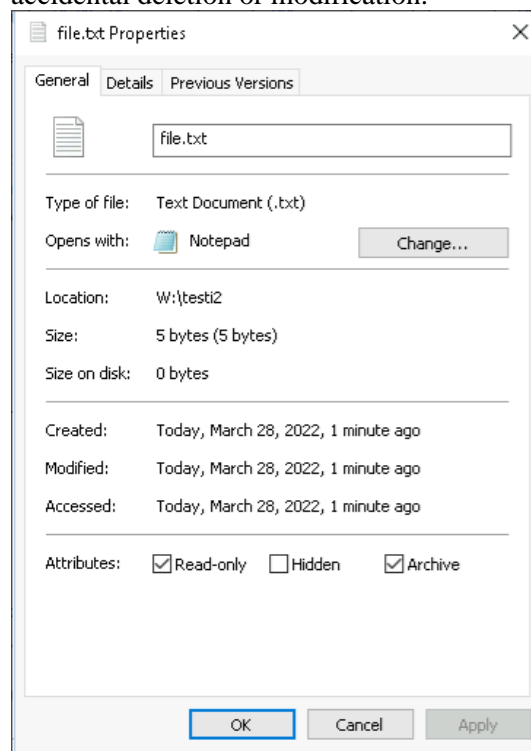 accidental deletion or modification.
file.txt Properties
General Details Previous Versions
file.txt
Type of file: Text Document (.txt)
Opens with: Notepad Change...
Location: W:\testi2
Size: 5 bytes (5 bytes)
Size on disk: 0 bytes
Created: Today, March 28, 2022, 1 minute ago
Modified: Today, March 28, 2022, 1 minute ago
Accessed: Today, March 28, 2022, 1 minute ago
Attributes: Read-only Hidden Archive
OK Cancel Apply